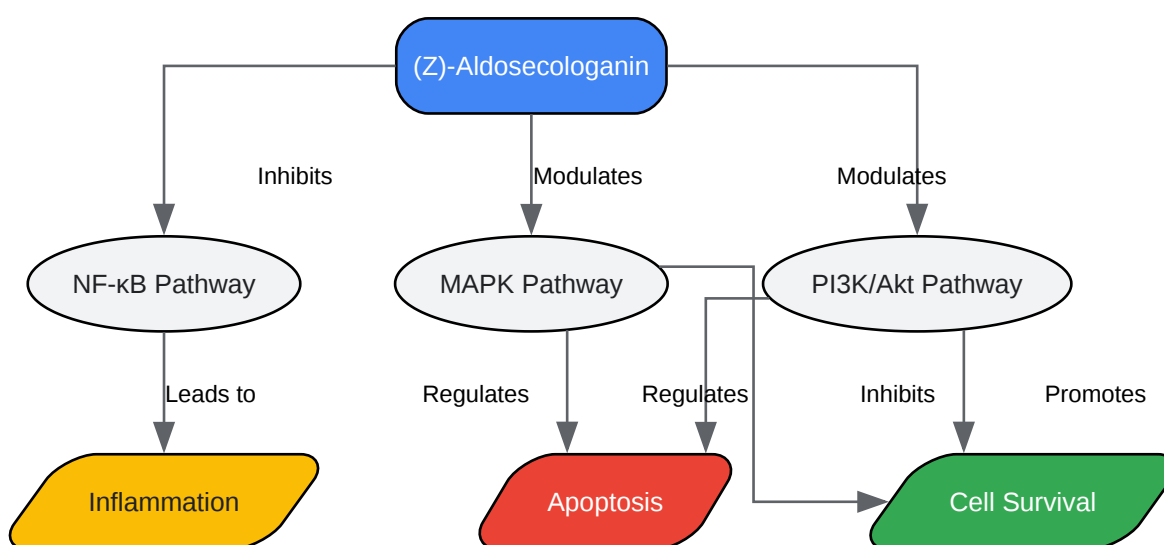 (Z)-Aldosecologanin
Inhibits
Modulates
Modulates
NF-κB Pathway
MAPK Pathway
PI3K/Akt Pathway
Leads to
Regulates
Regulates
Inhibits
Promotes
Inflammation
Apoptosis
Cell Survival